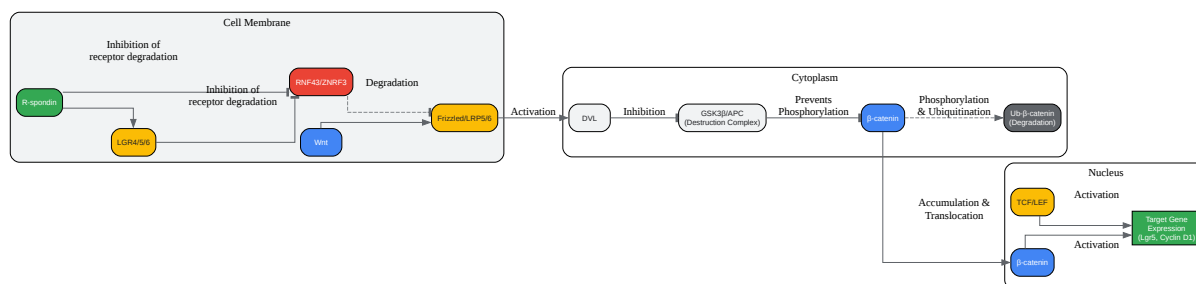 Cell Membrane
Inhibition of
receptor degradation
R-spondin
Inhibition of
receptor degradation
RNF43/ZNRF3
Degradation
LGR4/5/6
Wnt
Frizzled/LRP5/6
Activation
Cytoplasm
DVL
Inhibition
GSK3β/APC
(Destruction Complex)
Prevents
Phosphorylation
β-catenin
Phosphorylation
& Ubiquitination
Ub-β-catenin
(Degradation)
Accumulation &
Translocation
Nucleus
TCF/LEF
Activation
Target Gene
Expression
(Lgr5, Cyclin D1)
Activation
β-catenin